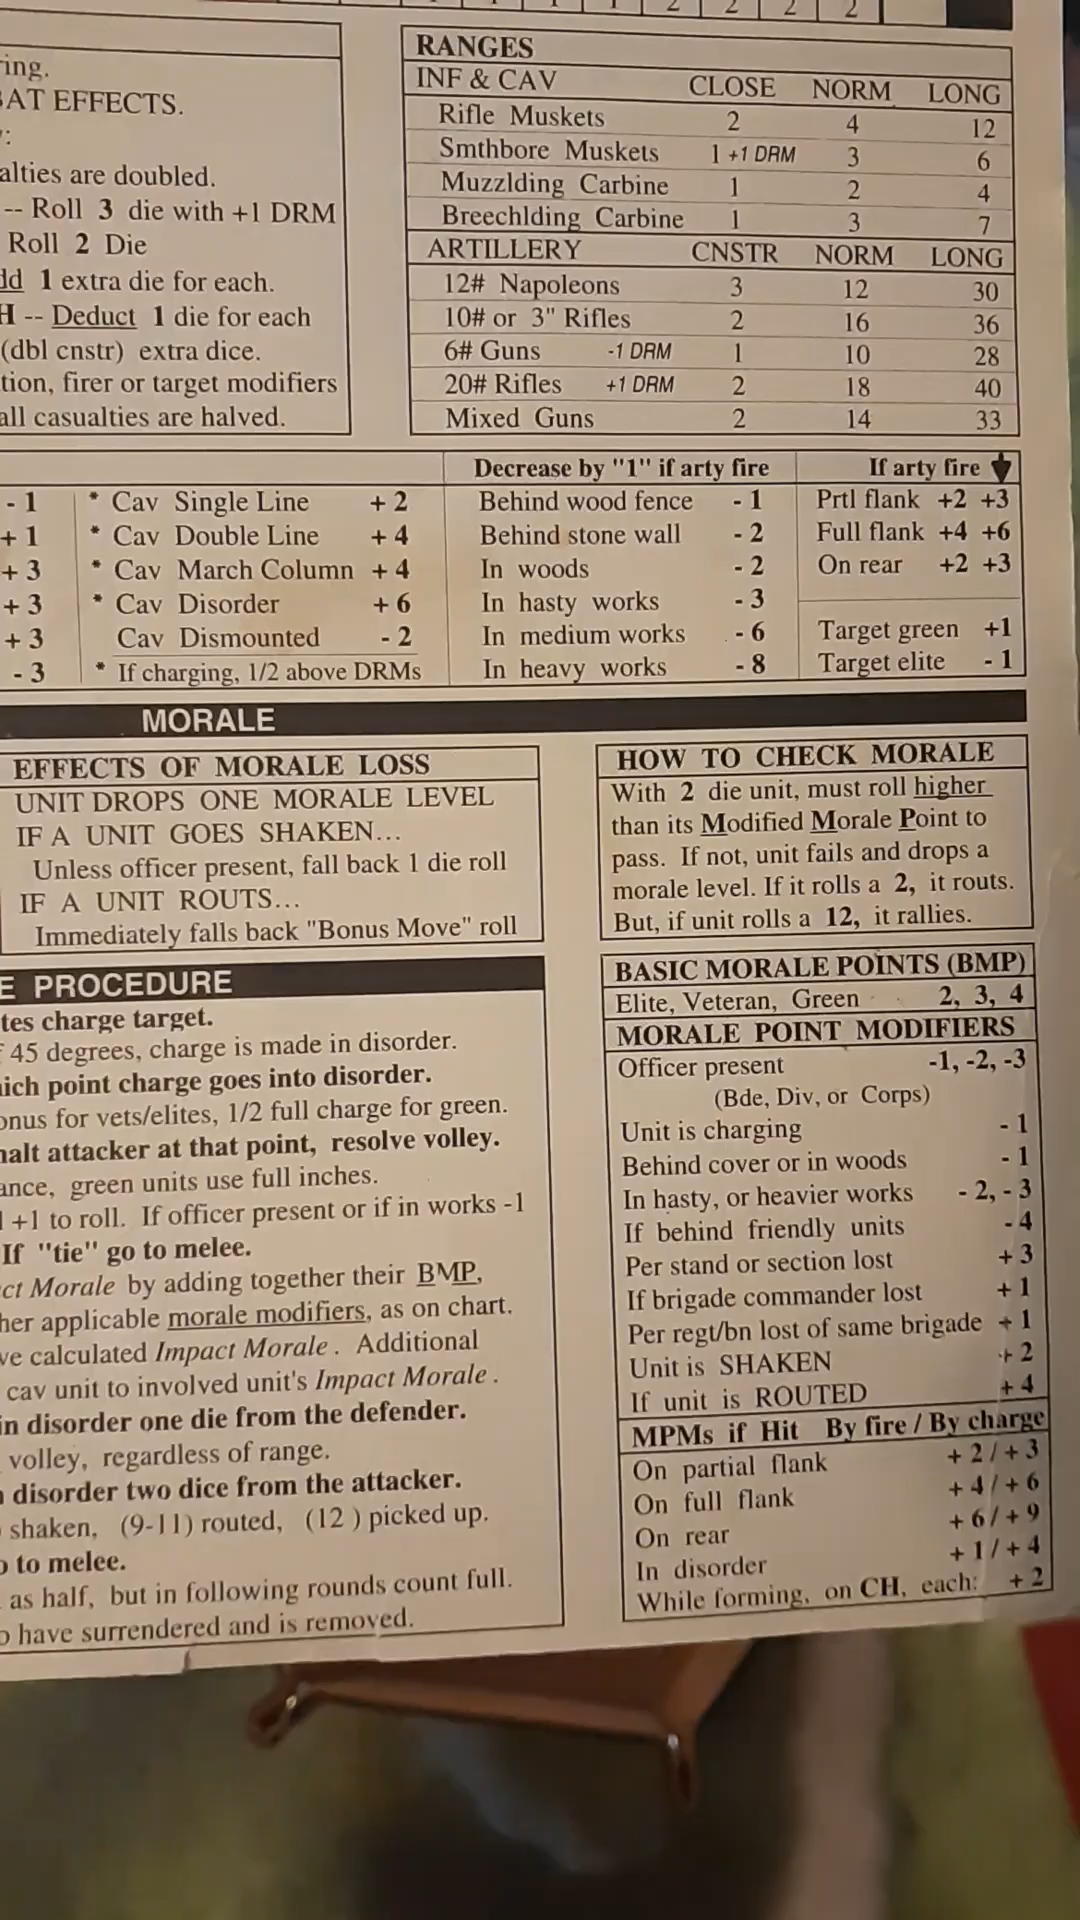 2 2 2 2
ring.
BAT EFFECTS.
alties are doubled.
-- Roll 3 die with +1 DRM
Roll 2 Die
dd 1 extra die for each.
H -- Deduct 1 die for each
(dbl cnstr) extra dice.
tion, firer or target modifiers
all casualties are halved.
RANGES
INF & CAV CLOSE NORM LONG
Rifle Muskets 2 4 12
Smthbore Muskets 1 +1 DRM 3 6
Muzzlding Carbine 1 2 4
Breechlding Carbine 1 3 7
ARTILLERY CNSTR NORM LONG
12# Napoleons 3 12 30
10# or 3" Rifles 2 16 36
6# Guns -1 DRM 1 10 28
20# Rifles +1 DRM 2 18 40
Mixed Guns 2 14 33
- 1
+ 1
+ 3
+ 3
+ 3
- 3
* Cav Single Line + 2
* Cav Double Line + 4
* Cav March Column + 4
* Cav Disorder + 6
Cav Dismounted - 2
* If charging, 1/2 above DRMs
Decrease by "1" if arty fire
Behind wood fence - 1
Behind stone wall - 2
In woods - 2
In hasty works - 3
In medium works - 6
In heavy works - 8
If arty fire
Prtl flank +2 +3
Full flank +4 +6
On rear +2 +3
Target green +1
Target elite - 1
MORALE
EFFECTS OF MORALE LOSS
UNIT DROPS ONE MORALE LEVEL
IF A UNIT GOES SHAKEN...
Unless officer present, fall back 1 die roll
IF A UNIT ROUTS...
Immediately falls back "Bonus Move" roll
HOW TO CHECK MORALE
With 2 die unit, must roll higher
than its Modified Morale Point to
pass. If not, unit fails and drops a
morale level. If it rolls a 2, it routs.
But, if unit rolls a 12, it rallies.
E PROCEDURE
tes charge target.
45 degrees, charge is made in disorder.
hich point charge goes into disorder.
onus for vets/elites, 1/2 full charge for green.
halt attacker at that point, resolve volley.
ance, green units use full inches.
+1 to roll. If officer present or if in works -1
If "tie" go to melee.
ct Morale by adding together their BMP,
her applicable morale modifiers, as on chart.
ve calculated Impact Morale. Additional
cav unit to involved unit's Impact Morale.
in disorder one die from the defender.
volley, regardless of range.
disorder two dice from the attacker.
shaken, (9-11) routed, (12 ) picked up.
o to melee.
as half, but in following rounds count full.
o have surrendered and is removed.
BASIC MORALE POINTS (BMP)
Elite, Veteran, Green 2, 3, 4
MORALE POINT MODIFIERS
Officer present -1, -2, -3
(Bde, Div, or Corps)
Unit is charging - 1
Behind cover or in woods - 1
In hasty, or heavier works - 2, - 3
If behind friendly units - 4
Per stand or section lost + 3
If brigade commander lost + 1
Per regt/bn lost of same brigade + 1
Unit is SHAKEN + 2
If unit is ROUTED + 4
MPMs if Hit By fire / By charge
On partial flank + 2 / + 3
On full flank + 4 / + 6
On rear + 6 / + 9
In disorder + 1 / + 4
While forming, on CH, each: + 2